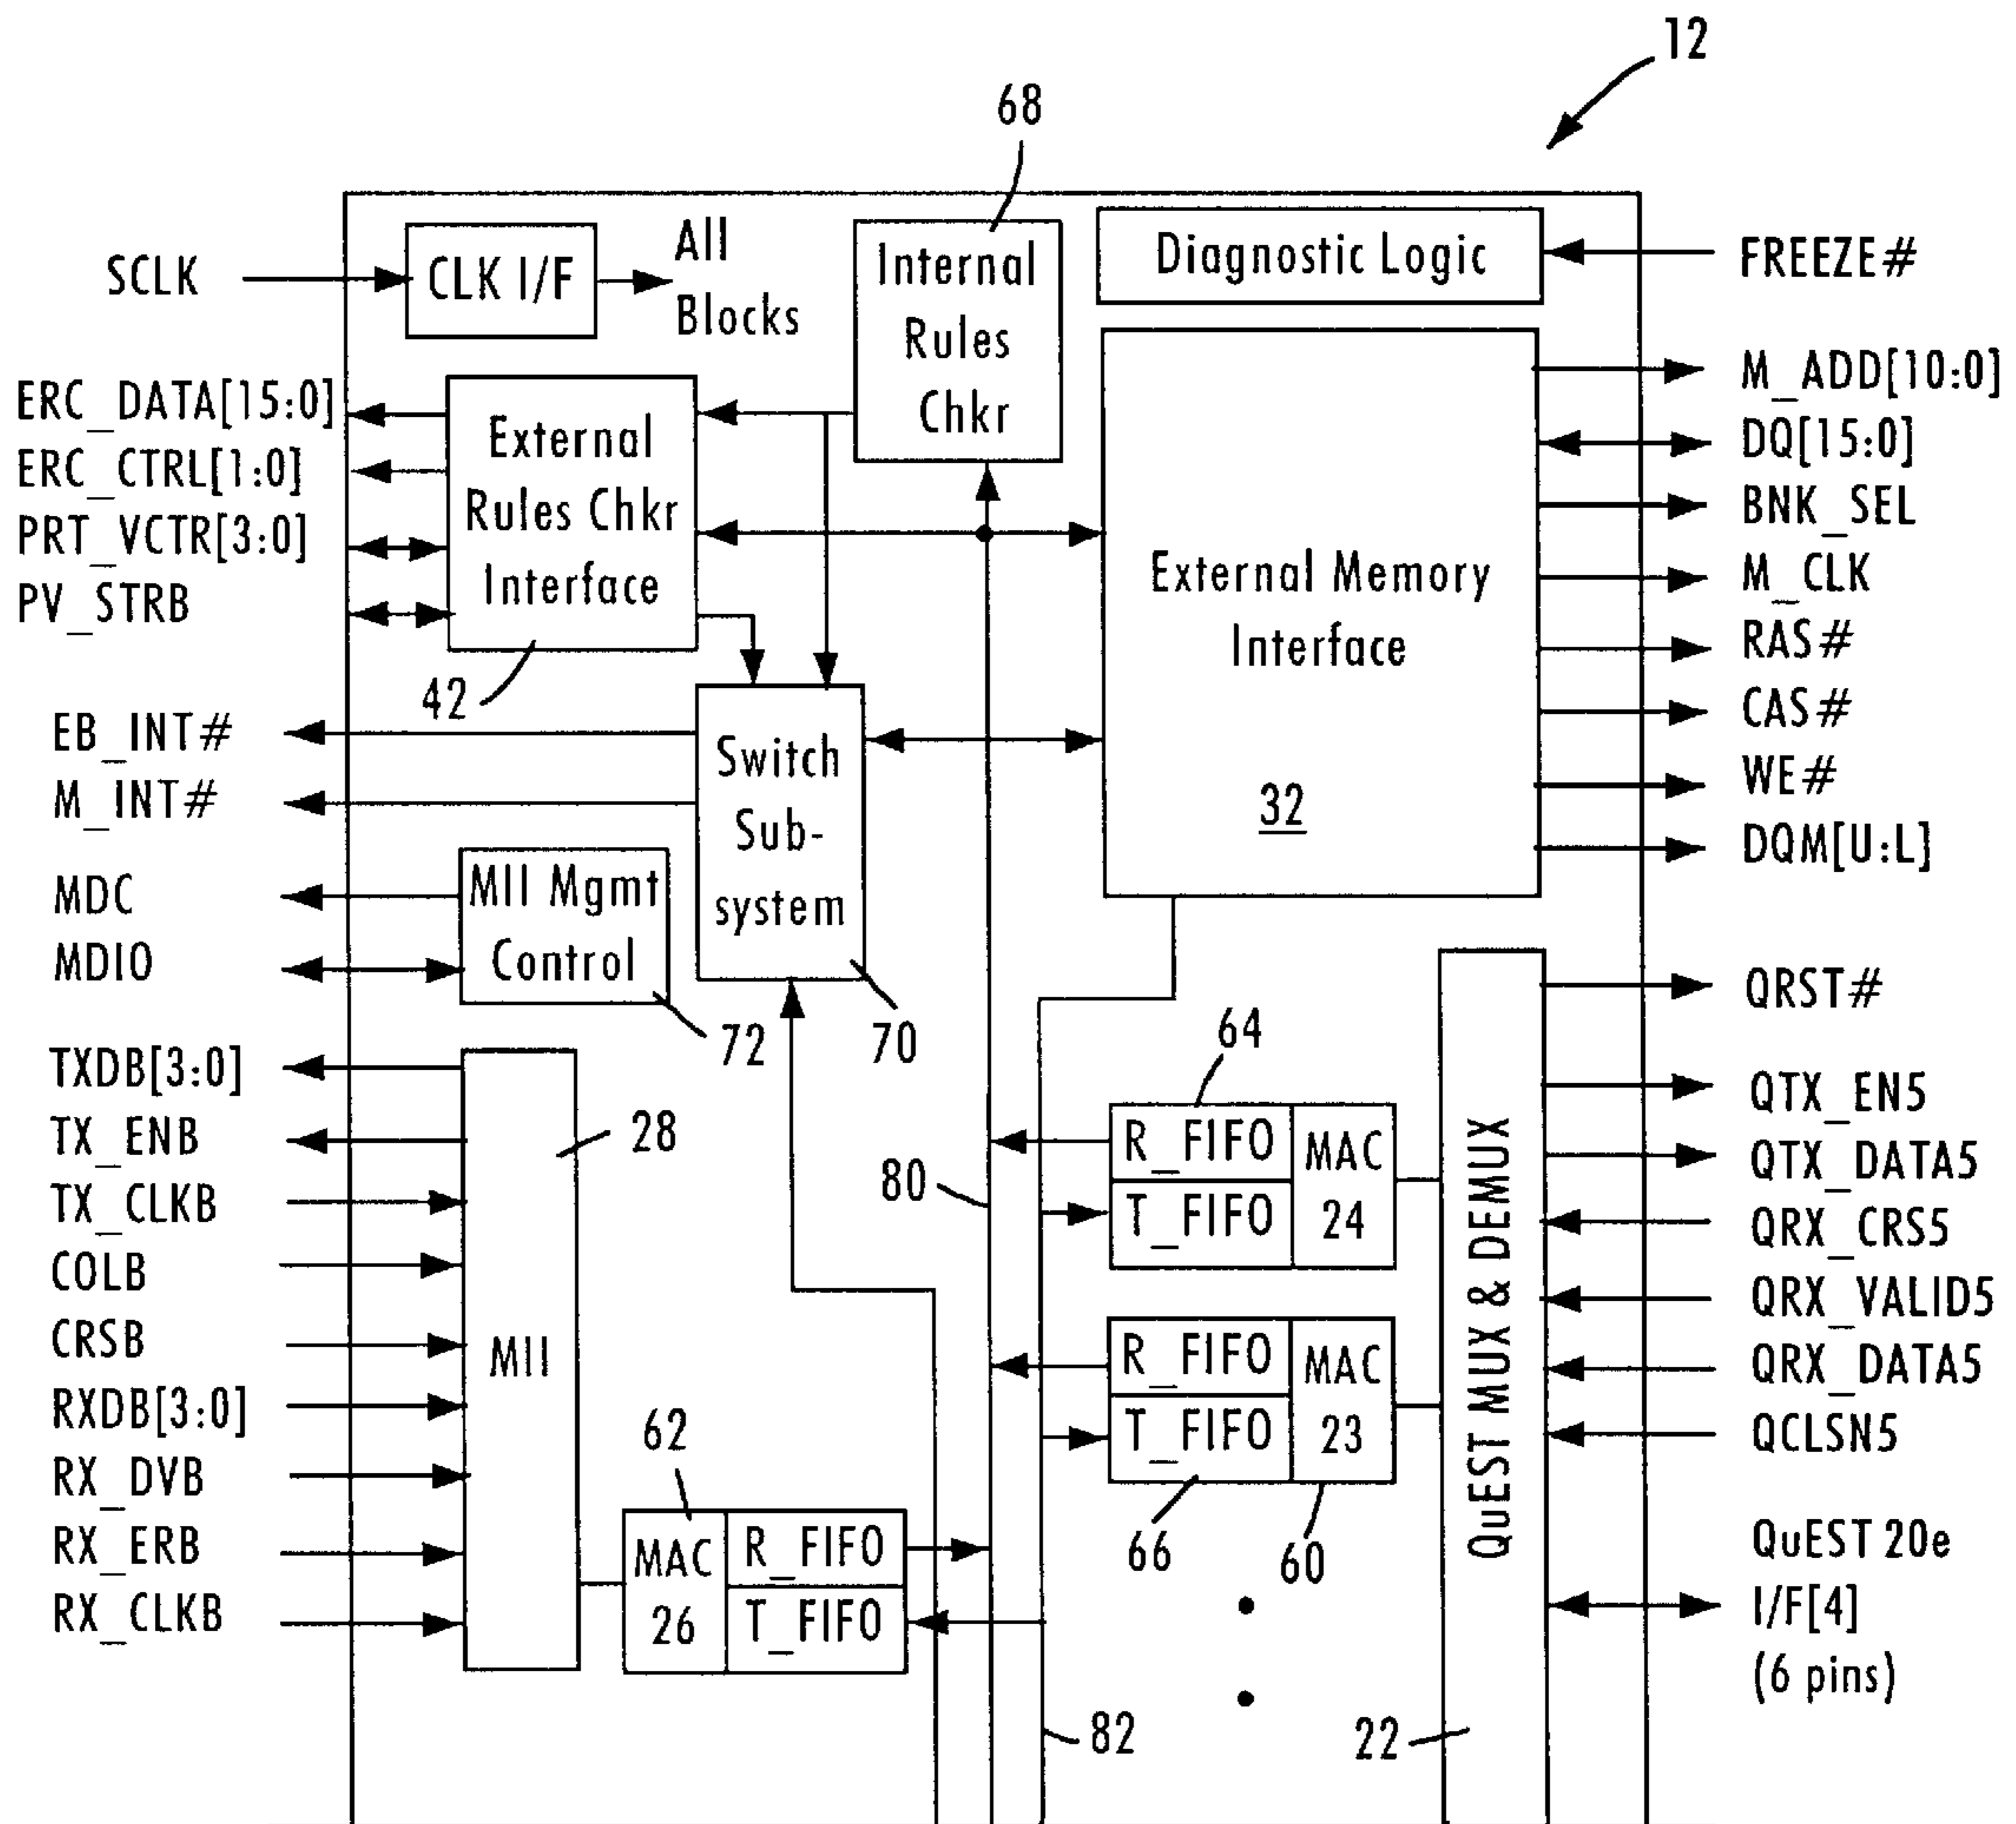 12
68
SCLK
CLK I/F
All
Blocks
Internal
Rules
Chkr
Diagnostic Logic
FREEZE#
ERC_DATA[15:0]
ERC_CTRL[1:0]
PRT_VCTR[3:0]
PV_STRB
External
Rules Chkr
Interface
42
External Memory
Interface
32
M_ADD[10:0]
DQ[15:0]
BNK_SEL
M_CLK
RAS#
CAS#
WE#
DQM[U:L]
EB_INT#
M_INT#
Switch
Sub-
system
70
MDC
MDIO
MII Mgmt
Control
72
TXDB[3:0]
TX_ENB
TX_CLKB
COLB
CRSB
RXDB[3:0]
RX_DVB
RX_ERB
RX_CLKB
MII
28
62
MAC
26
R_FIFO
T_FIFO
80
82
64
R_FIFO
T_FIFO
MAC
24
R_FIFO
T_FIFO
MAC
23
66
60
QuEST MUX & DEMUX
22
QRST#
QTX_EN5
QTX_DATA5
QRX_CRS5
QRX_VALID5
QRX_DATA5
QCLSN5
QuEST 20e
I/F[4]
(6 pins)